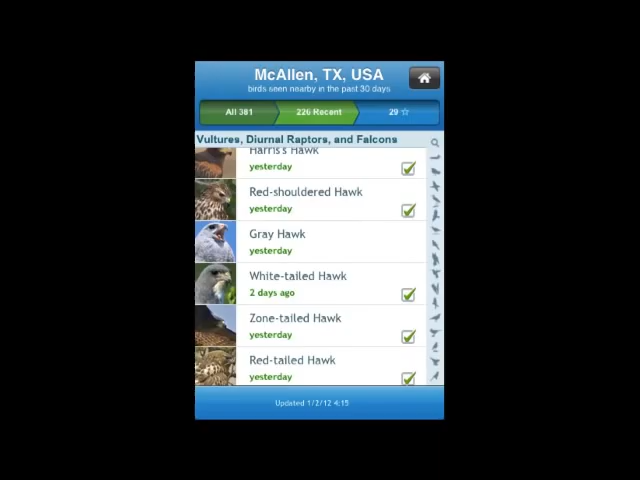 McAllen, TX, USA
birds seen nearby in the past 30 days
All 381
226 Recent
29 ☆
Vultures, Diurnal Raptors, and Falcons
Harris's Hawk
yesterday
Red-shouldered Hawk
yesterday
Gray Hawk
yesterday
White-tailed Hawk
2 days ago
Zone-tailed Hawk
yesterday
Red-tailed Hawk
yesterday
Updated 1/2/12 4:15